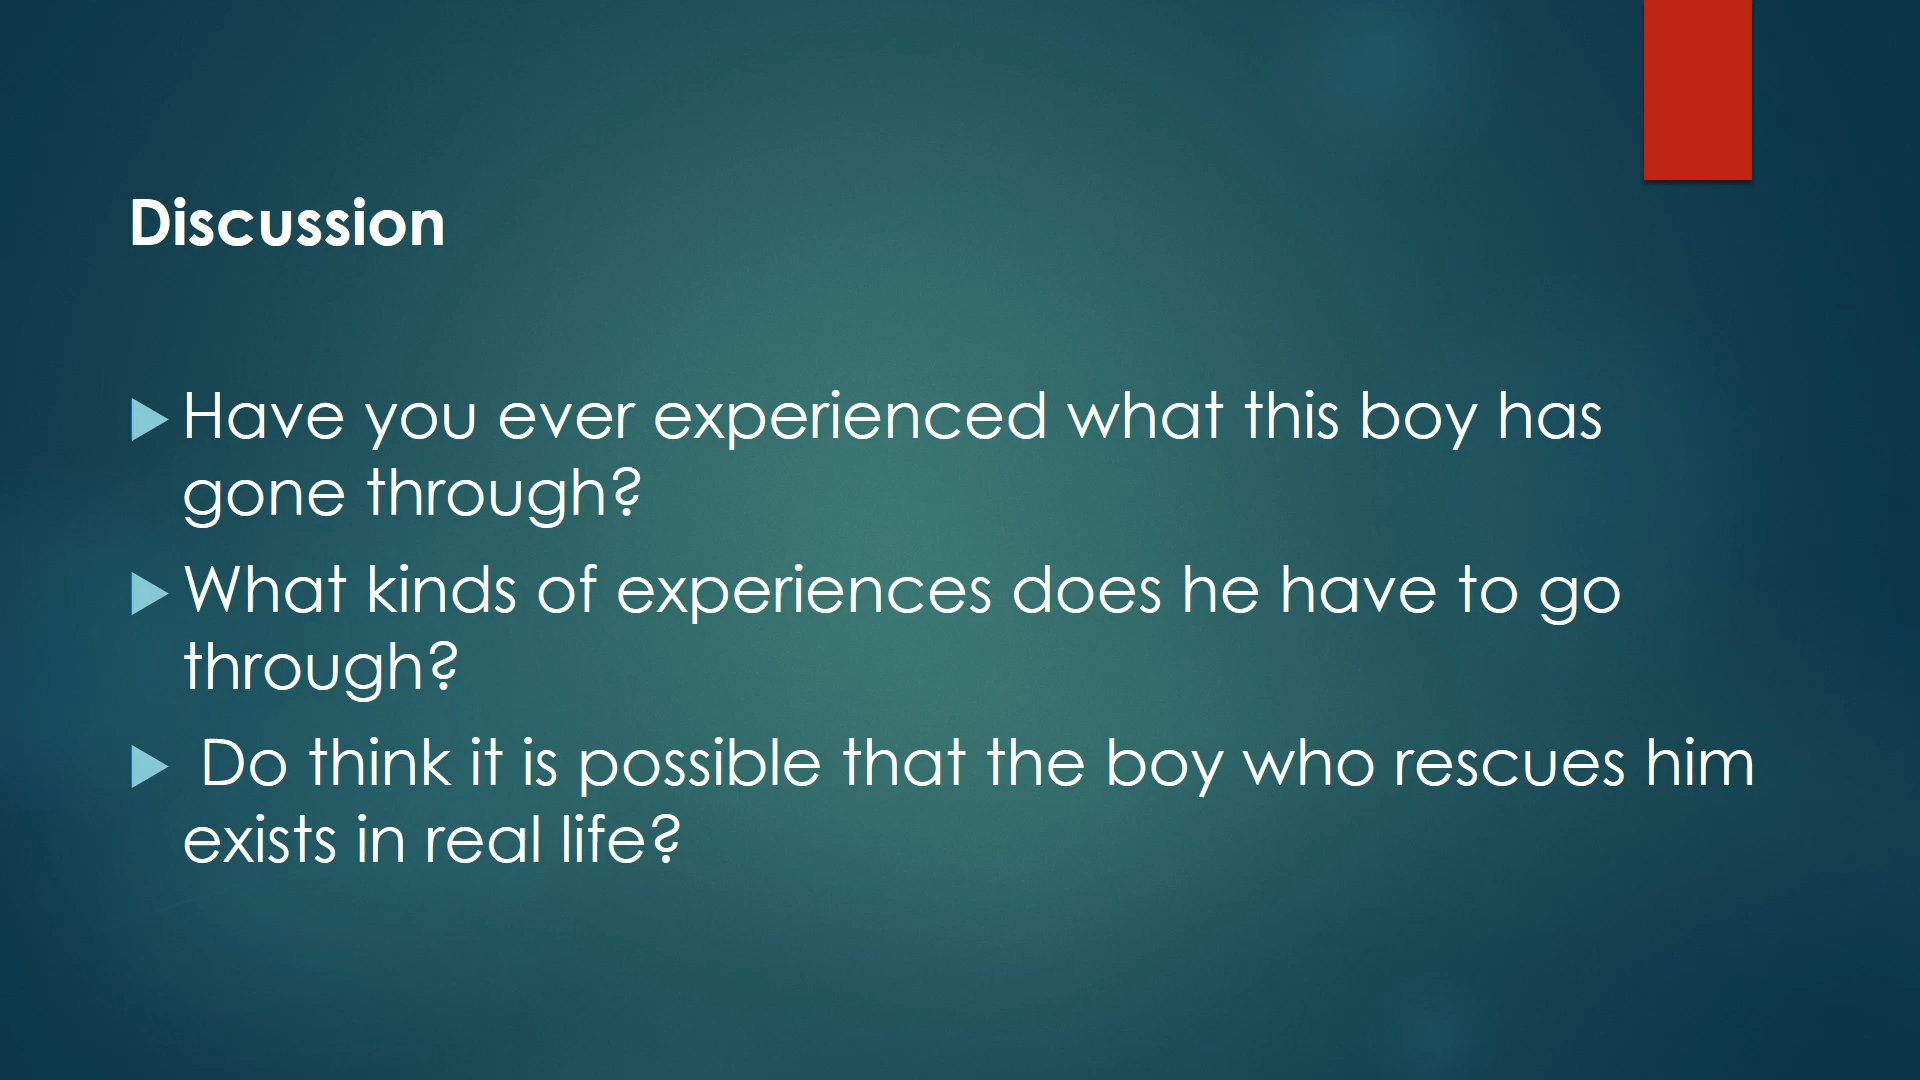 Discussion
Have you ever experienced what this boy has
gone through?
What kinds of experiences does he have to go
through?
Do think it is possible that the boy who rescues him
exists in real life?